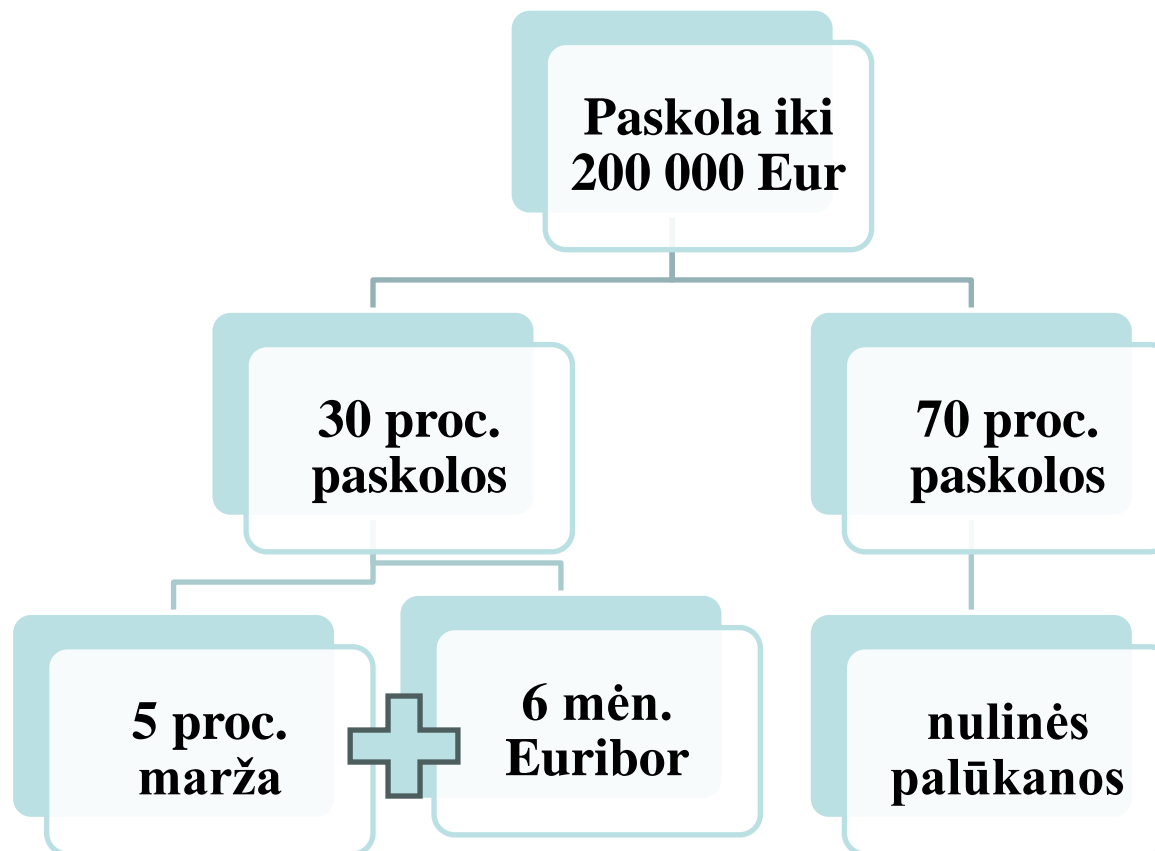 Paskola iki
200 000 Eur
30 proc.
paskolos
70 proc.
paskolos
5 proc.
marža
6 mėn.
Euribor
nulinės
palūkanos